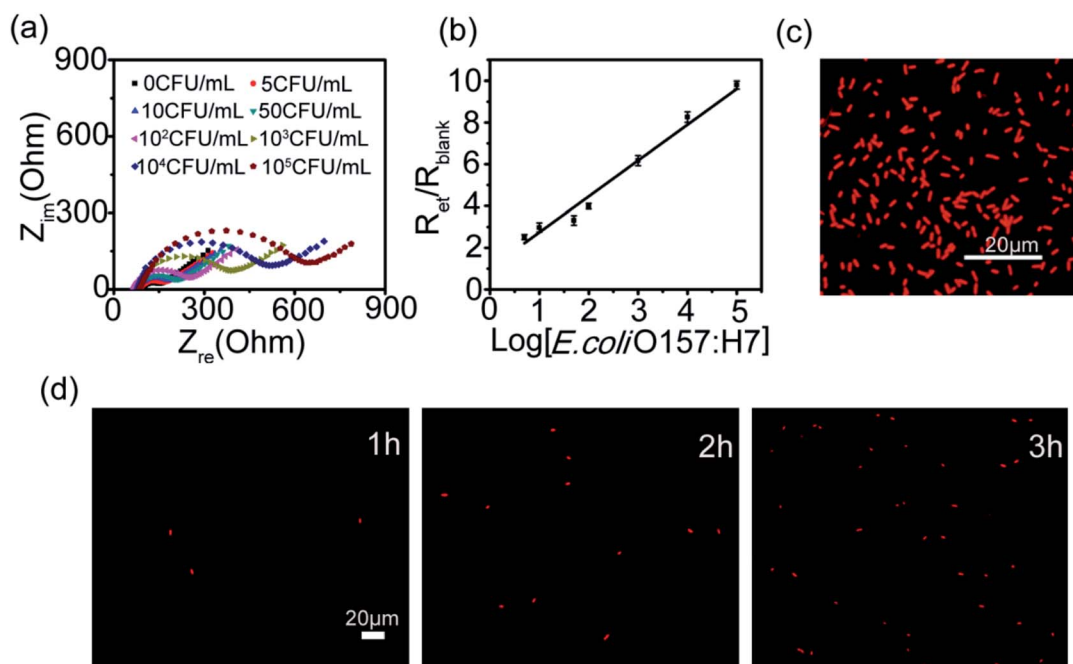 (a)
900
600
300
0
0 300 600 900
Z_im(Ohm)
Z_re(Ohm)
0CFU/mL 5CFU/mL
10CFU/mL 50CFU/mL
10²CFU/mL 10³CFU/mL
10⁴CFU/mL 10⁵CFU/mL
(b)
10
8
6
4
2
0
0 1 2 3 4 5
R_et/R_blank
Log[E.coliO157:H7]
(c)
20μm
(d)
1h
20μm
2h
3h